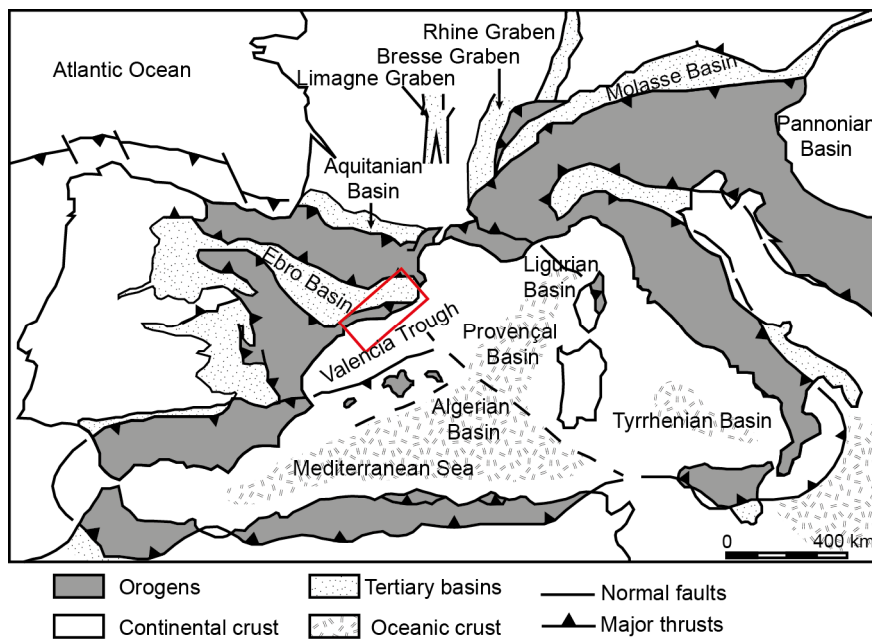 Rhine Graben
Bresse Graben
Limagne Graben
Atlantic Ocean
Molasse Basin
Pannonian
Basin
Aquitanian
Basin
Ebro Basin
Ligurian
Basin
Valencia Trough
Provençal
Basin
Algerian
Basin
Tyrrhenian Basin
Mediterranean Sea
0 400 km
Orogens
Tertiary basins
Normal faults
Continental crust
Oceanic crust
Major thrusts